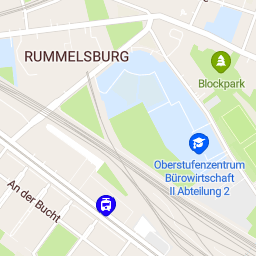 RUMMELSBURG
Blockpark
Oberstufenzentrum
Bürowirtschaft
II Abteilung 2
An der Bucht